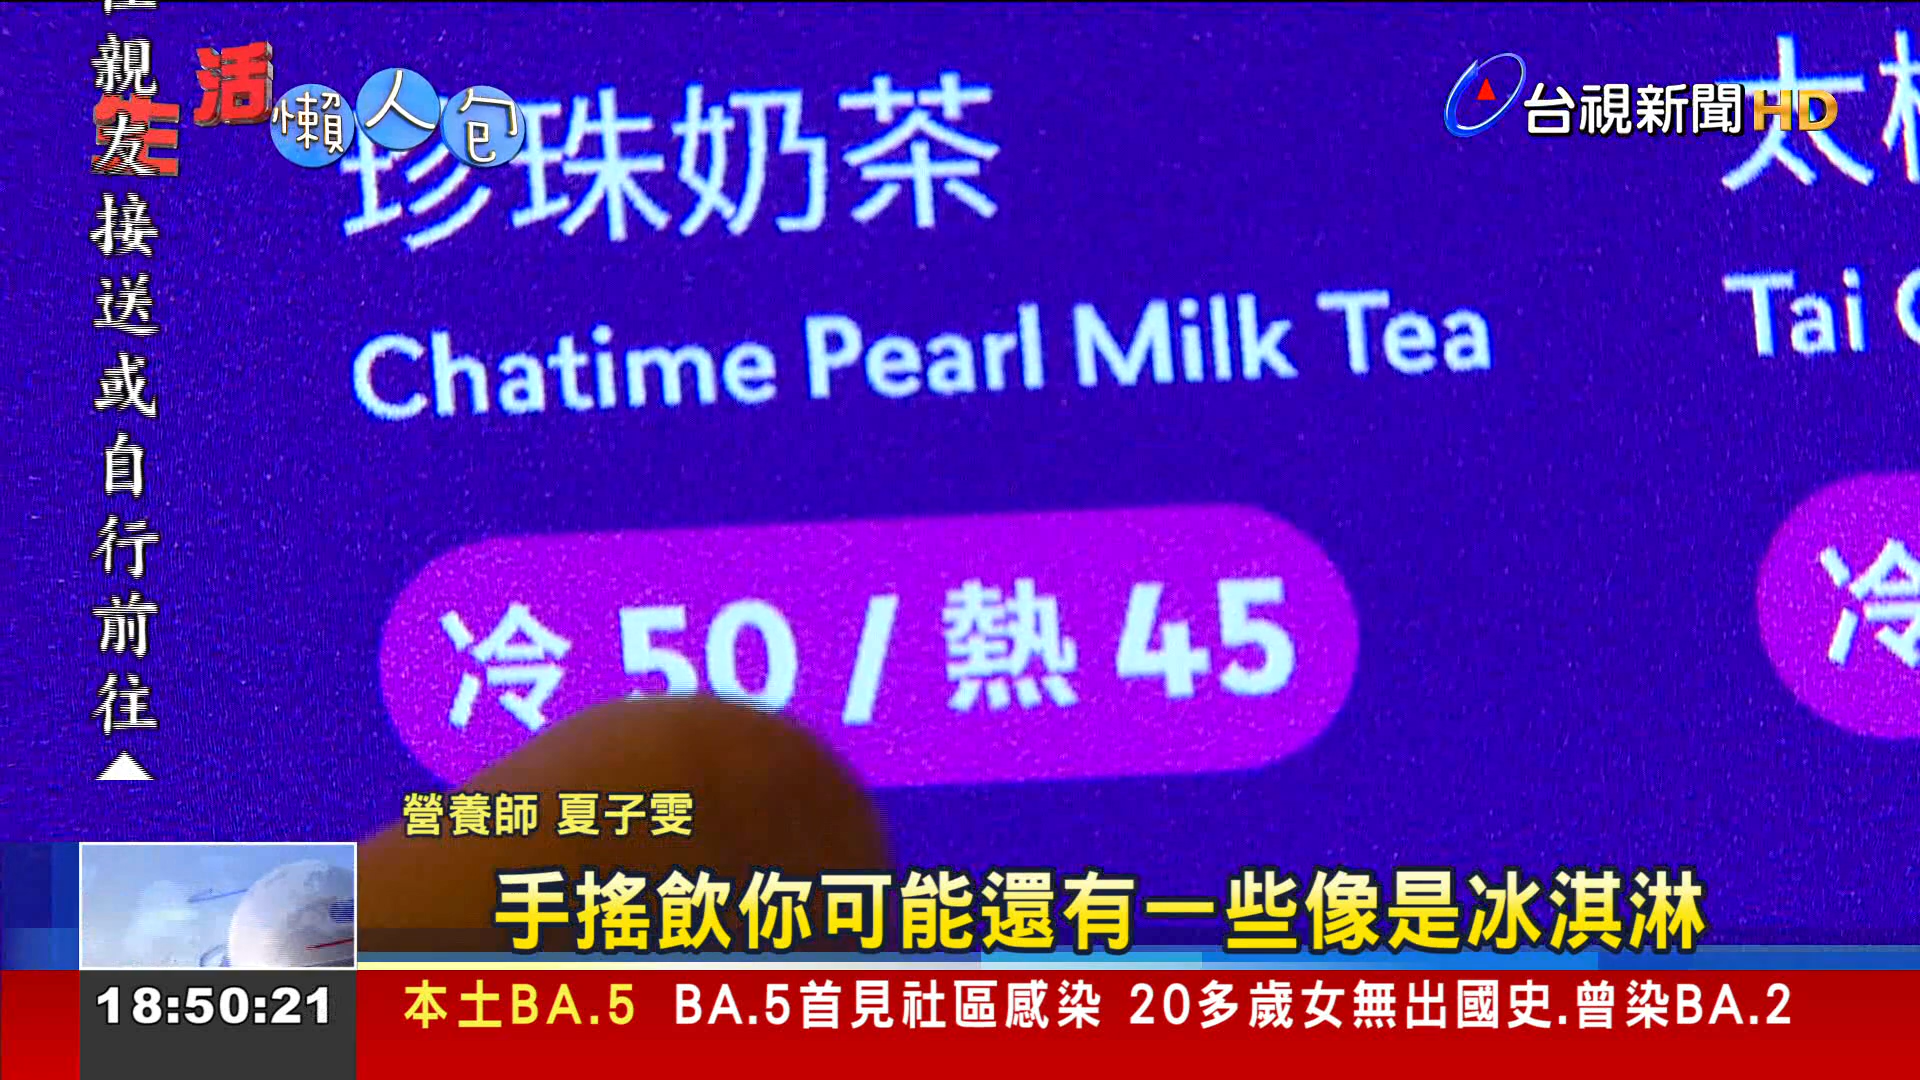 親友接送或自行前往
生活懶人包
台視新聞HD
珍珠奶茶
Chatime Pearl Milk Tea
冷 50 / 熱 45
太
Tai
冷
營養師 夏子雯
手搖飲你可能還有一些像是冰淇淋
18:50:21
本土BA.5 BA.5首見社區感染 20多歲女無出國史.曾染BA.2